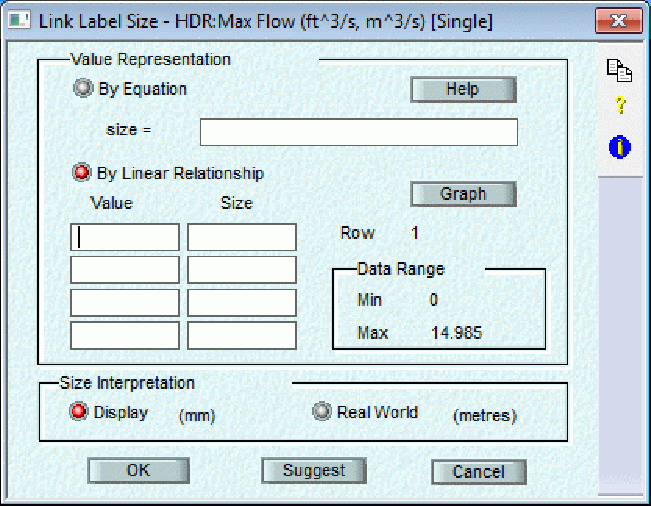 Link Label Size - HDR:Max Flow (ft^3/s, m^3/s) [Single]
Value Representation
By Equation
Help
size =
By Linear Relationship
Value Size
Graph
Row 1
Data Range
Min 0
Max 14.985
Size Interpretation
Display (mm) Real World (metres)
OK Suggest Cancel